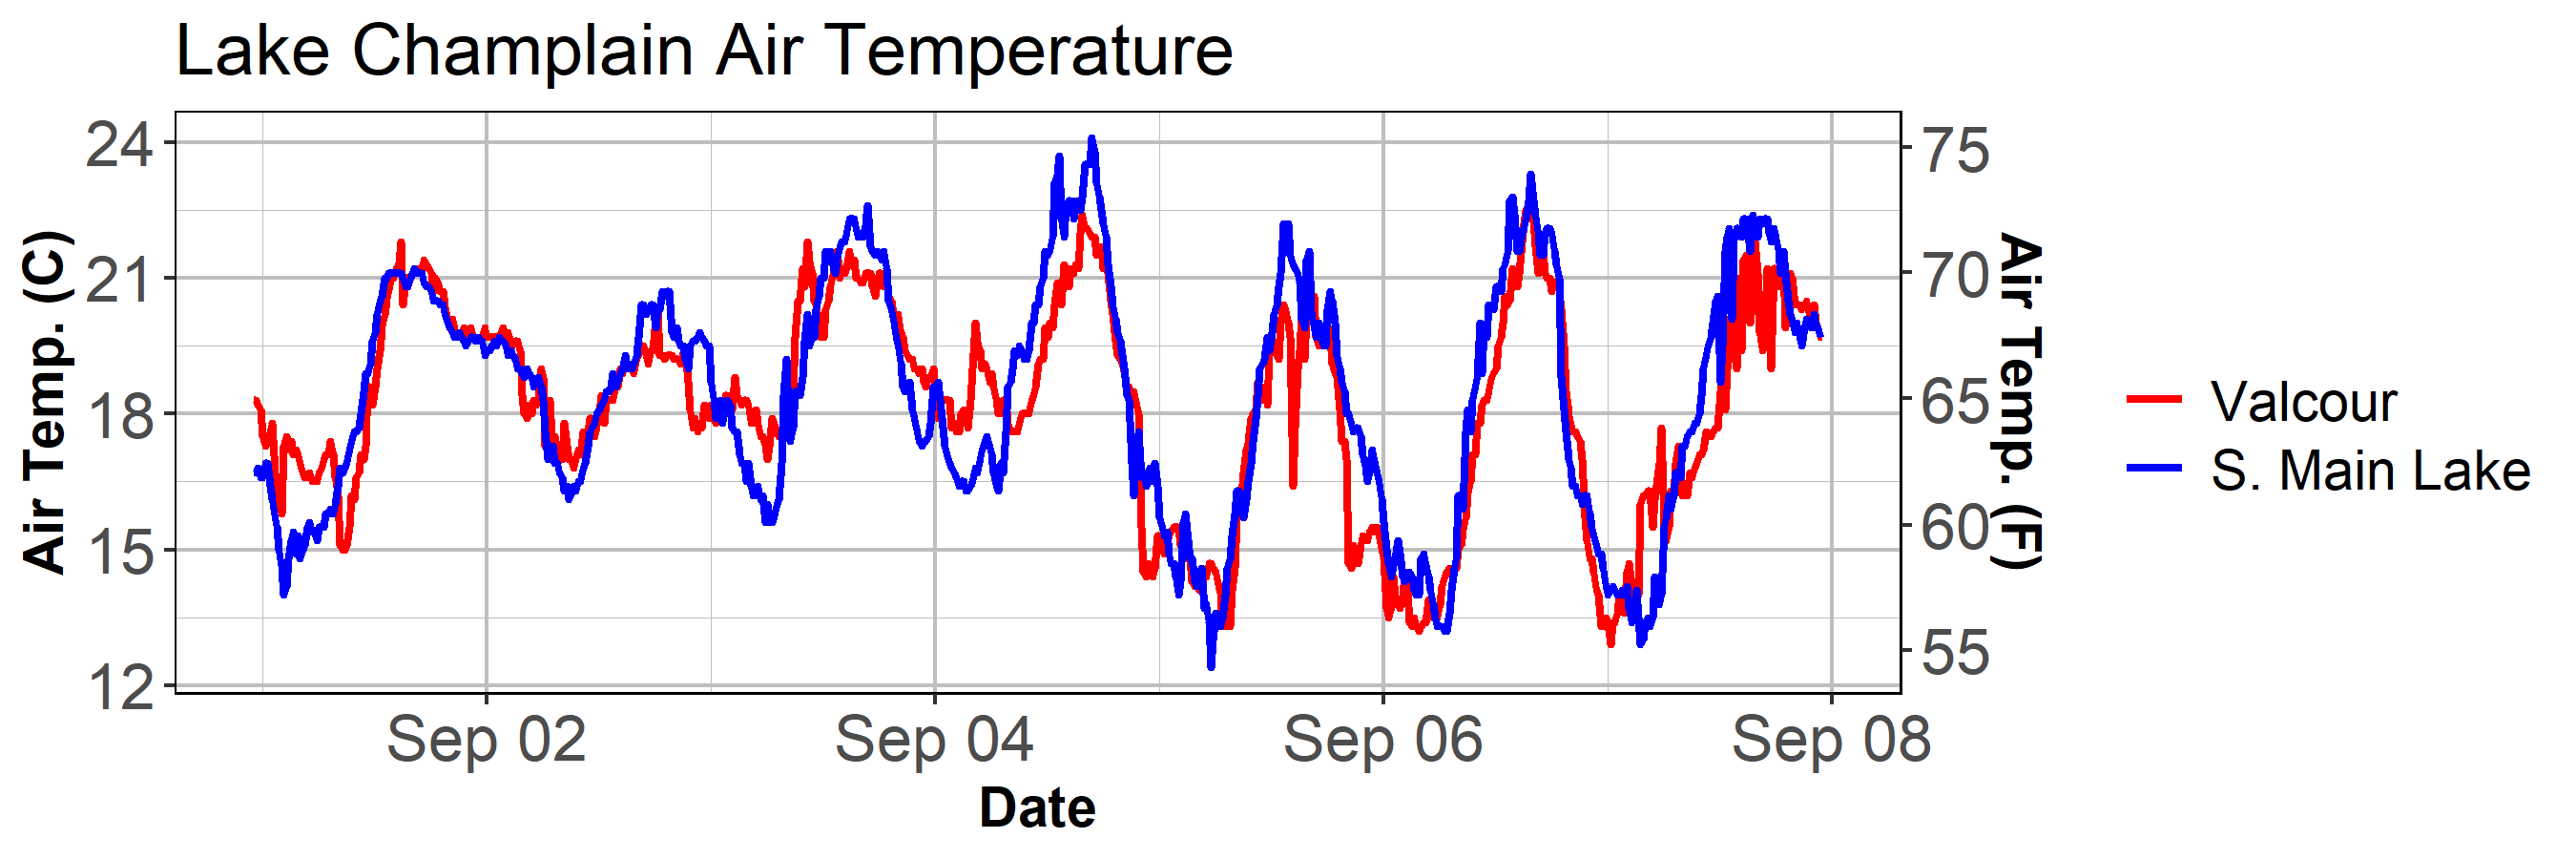 Lake Champlain Air Temperature
Air Temp. (C)
24
21
18
15
12
75
70
65
60
55
Air Temp. (F)
Sep 02 Sep 04 Sep 06 Sep 08
Date
Valcour
S. Main Lake